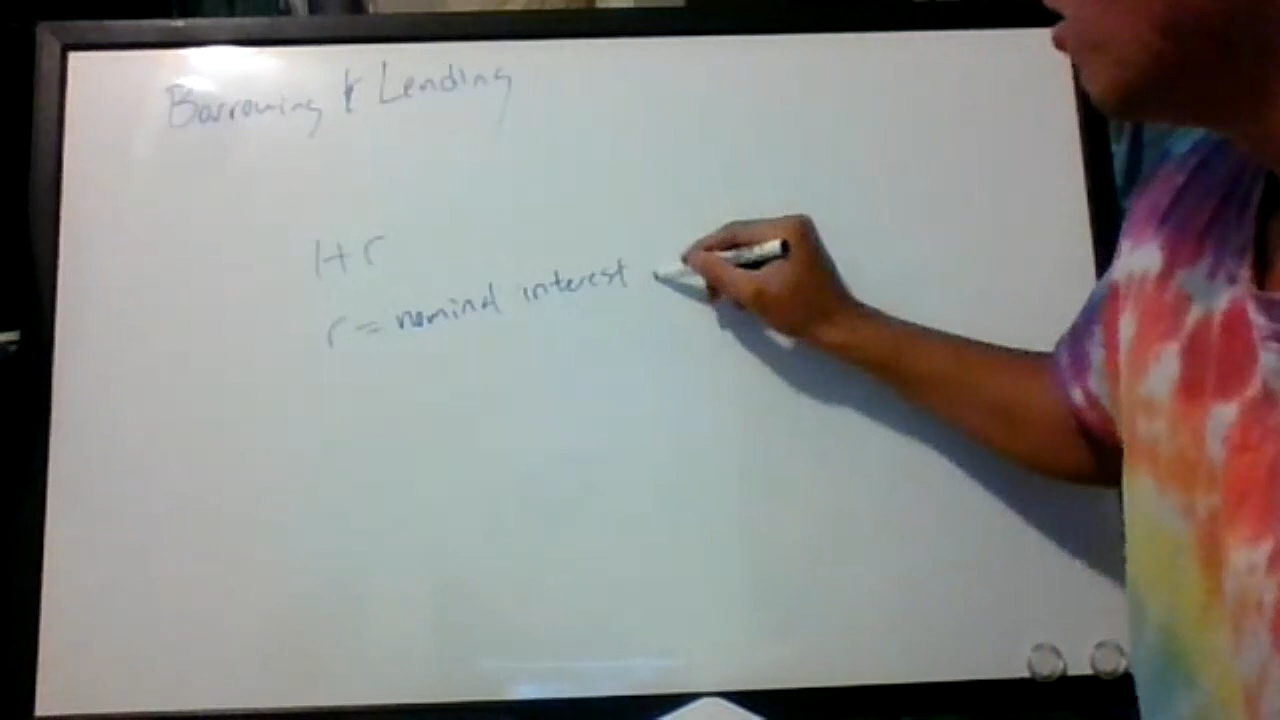 Borrowing & Lending
1+r
r = nominal interest